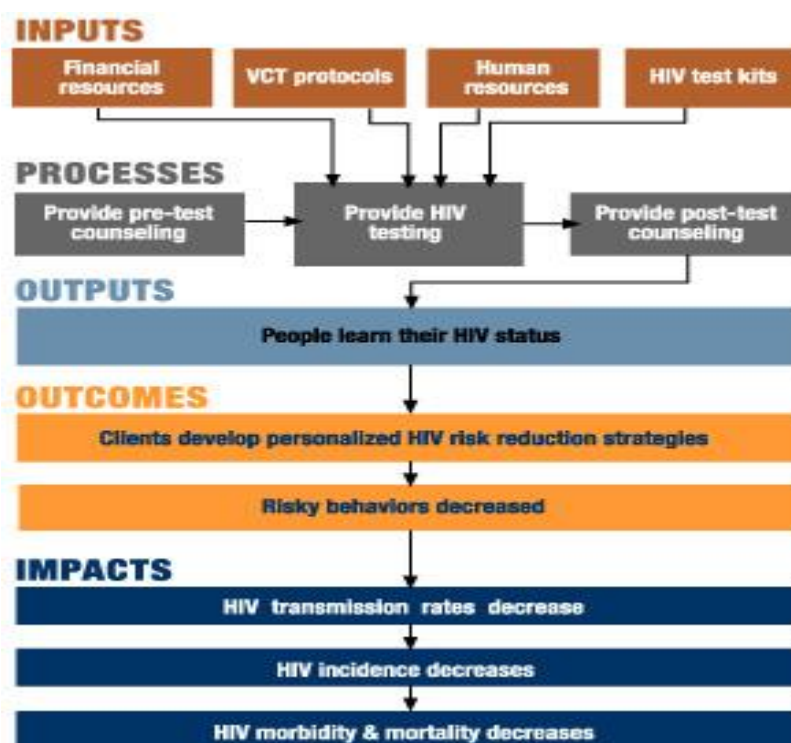 INPUTS
Financial
resources
VCT protocols
Human
resources
HIV test kits
PROCESSES
Provide pre-test
counseling
Provide HIV
testing
Provide post-test
counseling
OUTPUTS
People learn their HIV status
OUTCOMES
Clients develop personalized HIV risk reduction strategies
Risky behaviors decreased
IMPACTS
HIV transmission rates decrease
HIV incidence decreases
HIV morbidity & mortality decreases